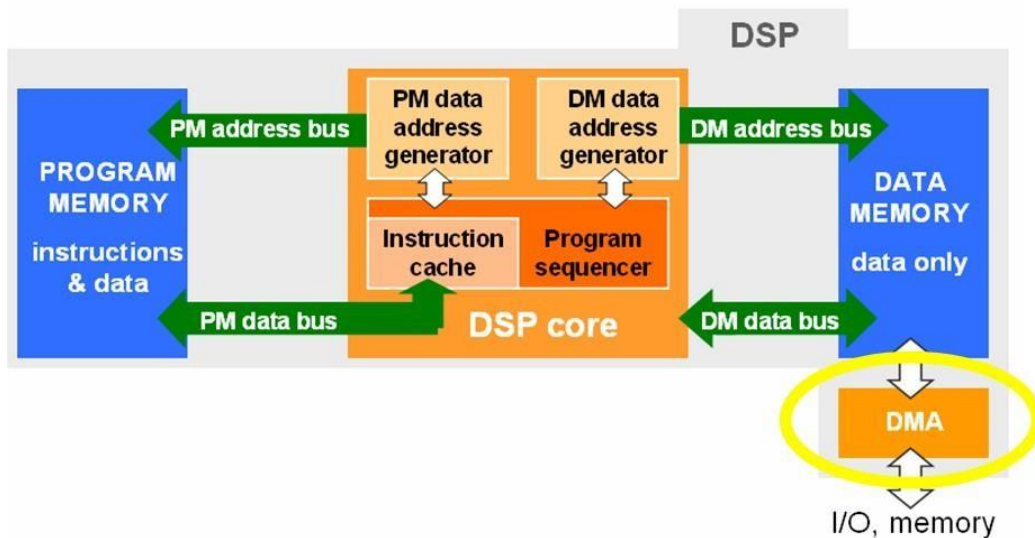 DSP
PM address bus
PM data
address
generator
DM data
address
generator
DM address bus
PROGRAM
MEMORY
instructions
& data
Instruction
cache
Program
sequencer
DATA
MEMORY
data only
PM data bus
DSP core
DM data bus
DMA
I/O, memory